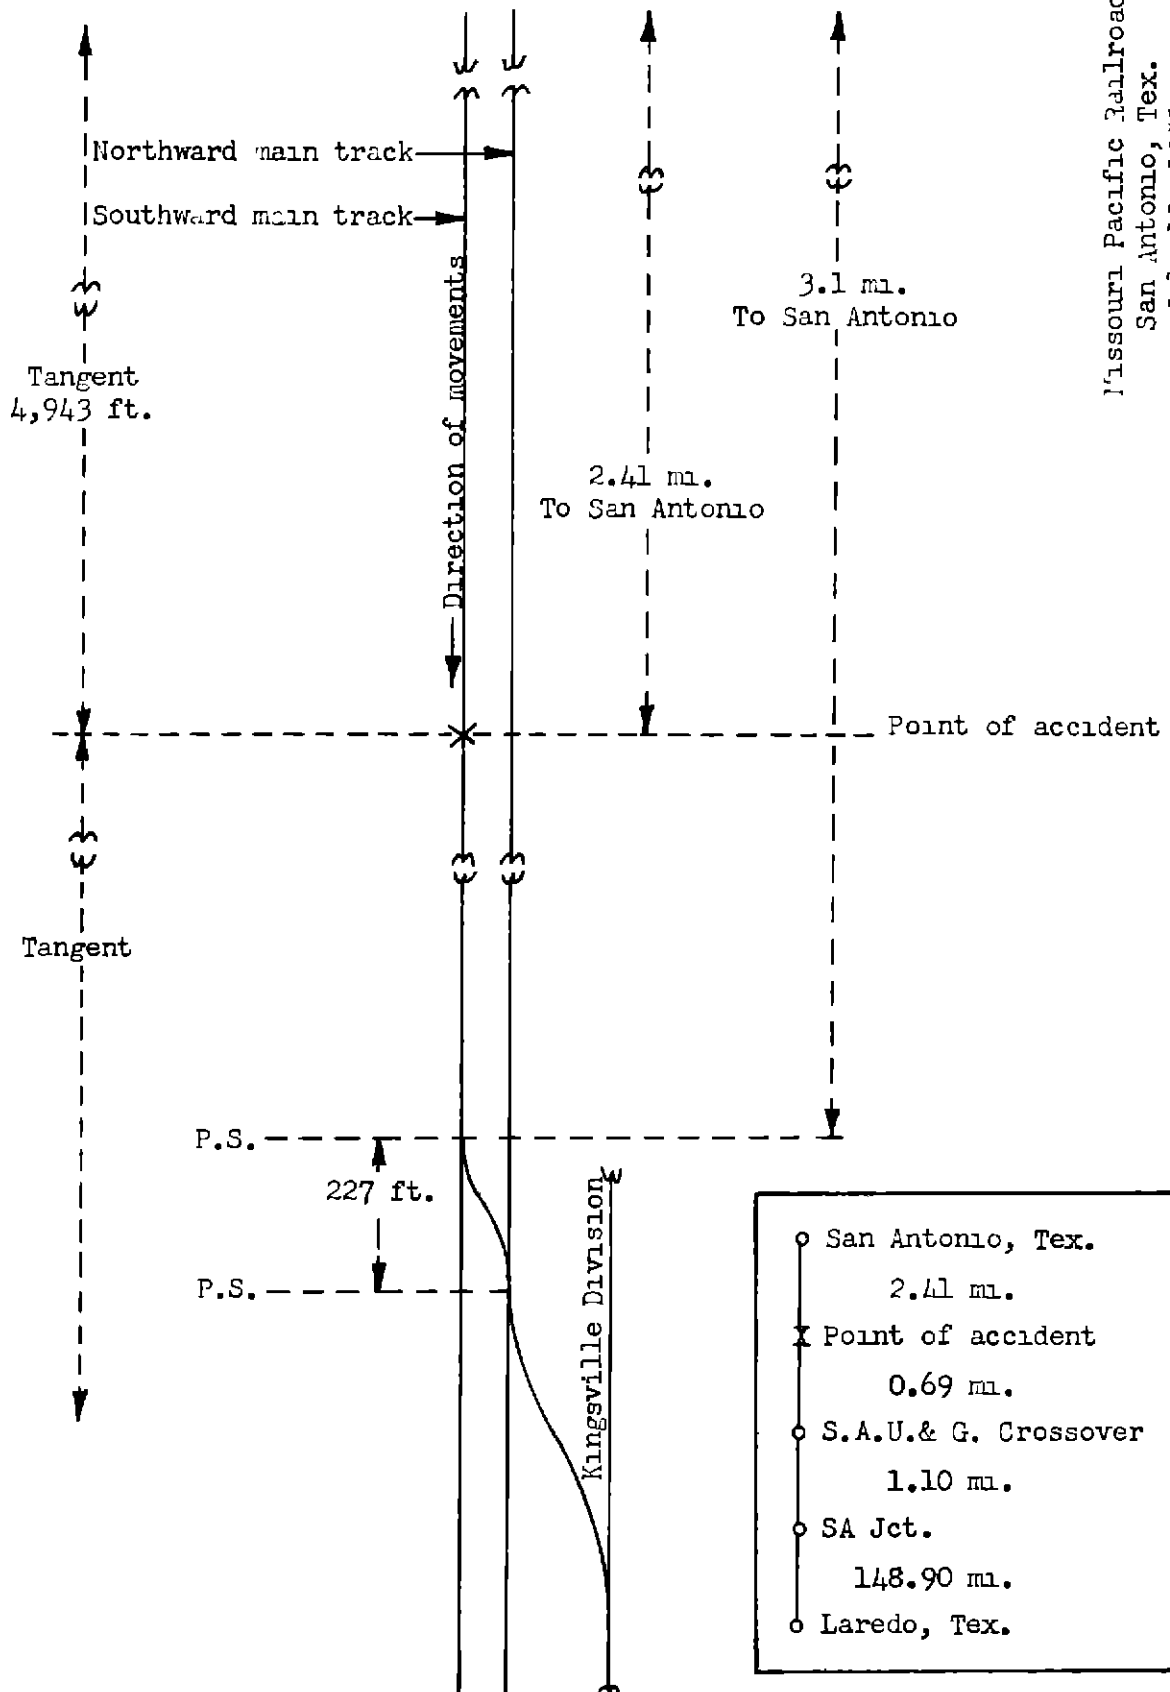 Missouri Pacific Railroad
San Antonio, Tex.
Northward main track
Southward main track
Direction of movements
3.1 mi.
To San Antonio
Tangent
4,943 ft.
2.41 mi.
To San Antonio
Point of accident
Tangent
P.S.
227 ft.
P.S.
Kingsville Division
San Antonio, Tex.
2.41 mi.
Point of accident
0.69 mi.
S.A.U.& G. Crossover
1.10 mi.
SA Jct.
148.90 mi.
Laredo, Tex.